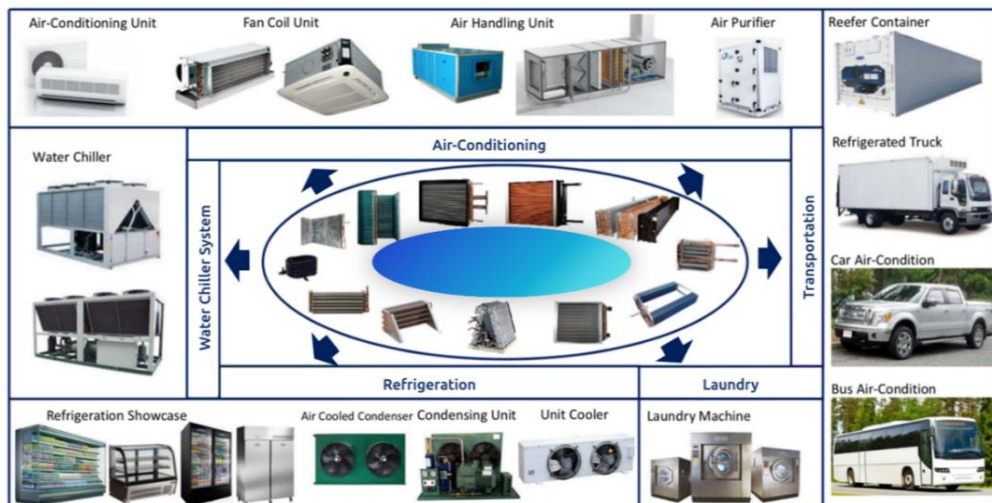 Air-Conditioning Unit
Fan Coil Unit
Air Handling Unit
Air Purifier
Reefer Container
Air-Conditioning
Water Chiller
Refrigerated Truck
Water Chiller System
Transportation
Car Air-Condition
Refrigeration
Laundry
Bus Air-Condition
Refrigeration Showcase
Air Cooled Condenser
Condensing Unit
Unit Cooler
Laundry Machine